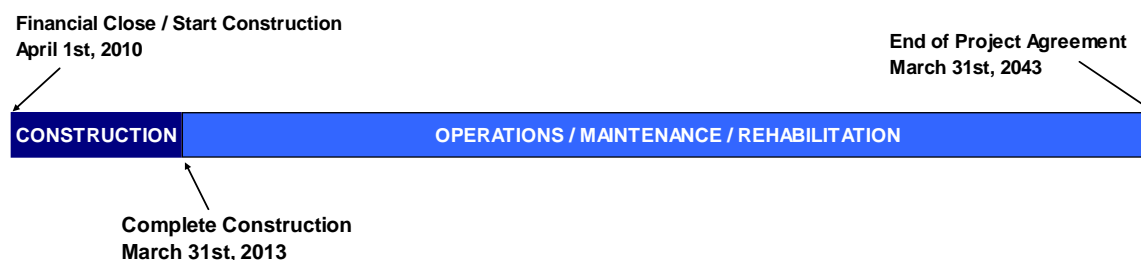 Financial Close / Start Construction
April 1st, 2010
End of Project Agreement
March 31st, 2043
CONSTRUCTION
OPERATIONS / MAINTENANCE / REHABILITATION
Complete Construction
March 31st, 2013